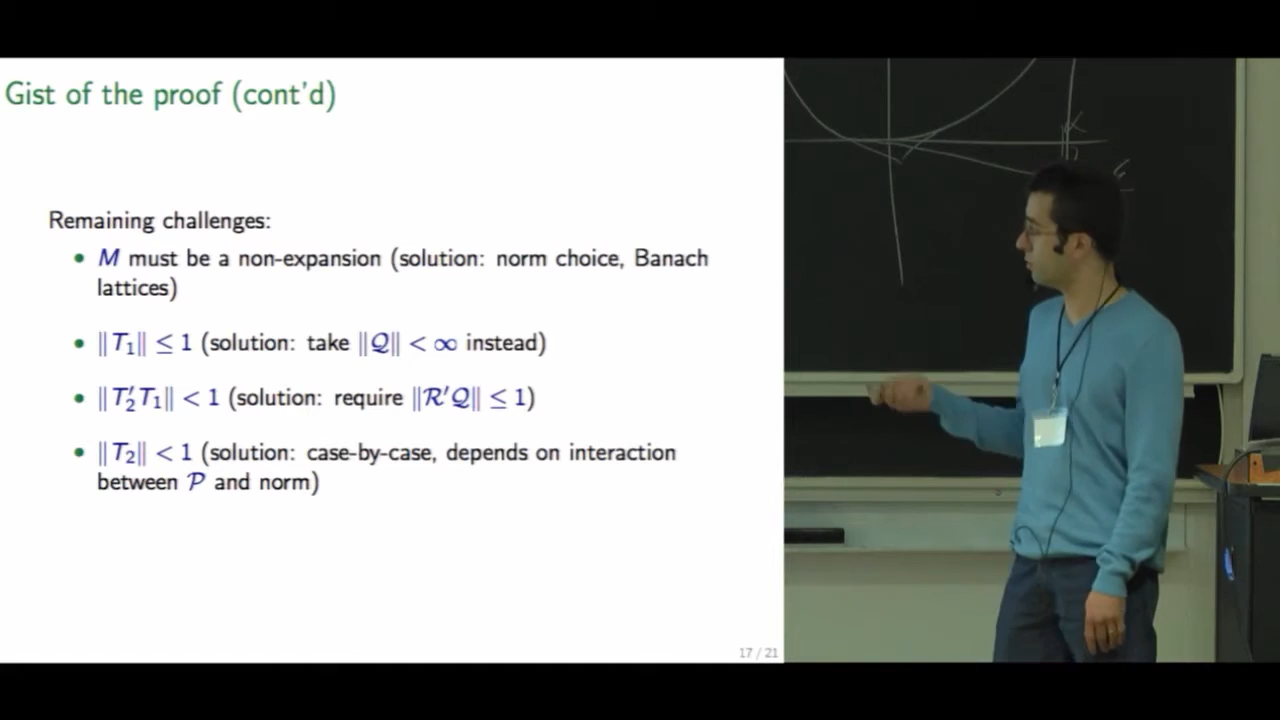 Gist of the proof (cont'd)
Remaining challenges:
• M must be a non-expansion (solution: norm choice, Banach
lattices)
• ‖T₁‖ ≤ 1 (solution: take ‖𝒬‖ < ∞ instead)
• ‖T₂′T₁‖ < 1 (solution: require ‖ℛ′𝒬‖ ≤ 1)
• ‖T₂‖ < 1 (solution: case-by-case, depends on interaction
between 𝒫 and norm)
17 / 21